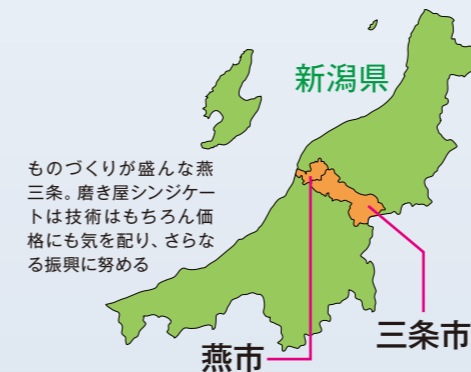 新潟県
ものづくりが盛んな燕
三条。磨き屋シンジケー
トは技術はもちろん価
格にも気を配り、さらな
る振興に努める
三条市
燕市